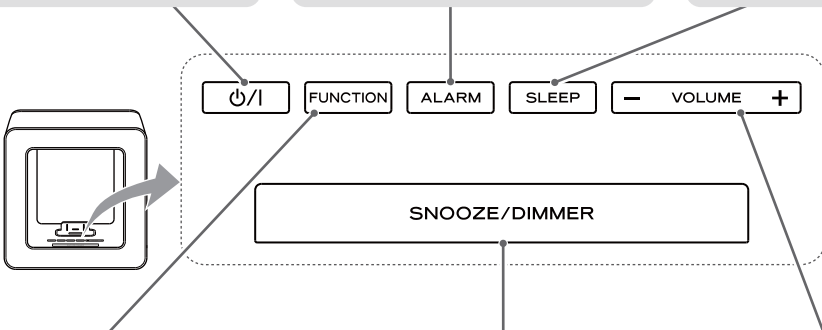 ⏻/I FUNCTION ALARM SLEEP − VOLUME +
SNOOZE/DIMMER